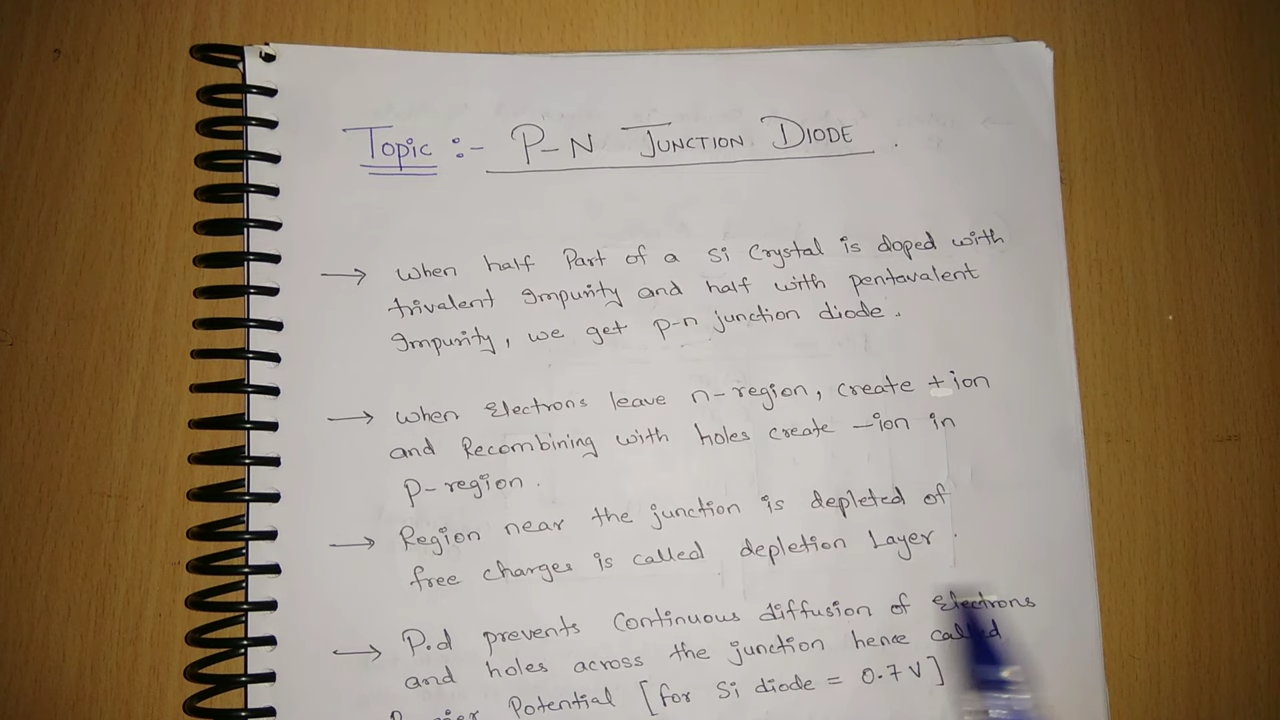 Topic :- P-N JUNCTION DIODE .
→ When half Part of a Si Crystal is doped with
trivalent Impurity and half with pentavalent
Impurity, we get p-n junction diode.
→ When Electrons leave n-region, create + ion
and Recombining with holes create -ion in
P-region.
→ Region near the junction is depleted of
free charges is called depletion Layer.
→ P.d prevents Continuous diffusion of Electrons
and holes across the junction hence called
Potential [for Si diode = 0.7 V]